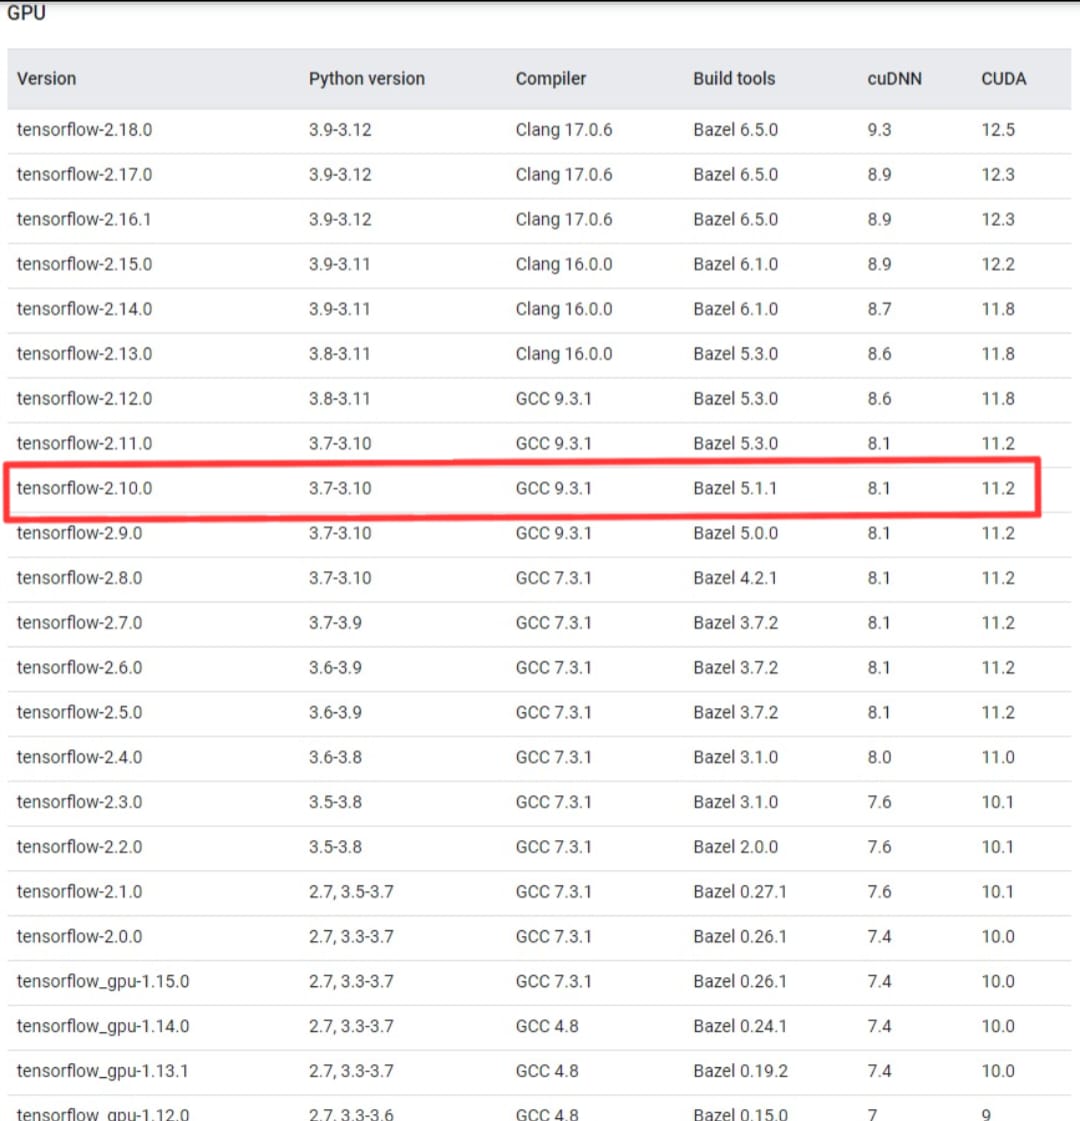 GPU
Version Python version Compiler Build tools cuDNN CUDA
tensorflow-2.18.0 3.9-3.12 Clang 17.0.6 Bazel 6.5.0 9.3 12.5
tensorflow-2.17.0 3.9-3.12 Clang 17.0.6 Bazel 6.5.0 8.9 12.3
tensorflow-2.16.1 3.9-3.12 Clang 17.0.6 Bazel 6.5.0 8.9 12.3
tensorflow-2.15.0 3.9-3.11 Clang 16.0.0 Bazel 6.1.0 8.9 12.2
tensorflow-2.14.0 3.9-3.11 Clang 16.0.0 Bazel 6.1.0 8.7 11.8
tensorflow-2.13.0 3.8-3.11 Clang 16.0.0 Bazel 5.3.0 8.6 11.8
tensorflow-2.12.0 3.8-3.11 GCC 9.3.1 Bazel 5.3.0 8.6 11.8
tensorflow-2.11.0 3.7-3.10 GCC 9.3.1 Bazel 5.3.0 8.1 11.2
tensorflow-2.10.0 3.7-3.10 GCC 9.3.1 Bazel 5.1.1 8.1 11.2
tensorflow-2.9.0 3.7-3.10 GCC 9.3.1 Bazel 5.0.0 8.1 11.2
tensorflow-2.8.0 3.7-3.10 GCC 7.3.1 Bazel 4.2.1 8.1 11.2
tensorflow-2.7.0 3.7-3.9 GCC 7.3.1 Bazel 3.7.2 8.1 11.2
tensorflow-2.6.0 3.6-3.9 GCC 7.3.1 Bazel 3.7.2 8.1 11.2
tensorflow-2.5.0 3.6-3.9 GCC 7.3.1 Bazel 3.7.2 8.1 11.2
tensorflow-2.4.0 3.6-3.8 GCC 7.3.1 Bazel 3.1.0 8.0 11.0
tensorflow-2.3.0 3.5-3.8 GCC 7.3.1 Bazel 3.1.0 7.6 10.1
tensorflow-2.2.0 3.5-3.8 GCC 7.3.1 Bazel 2.0.0 7.6 10.1
tensorflow-2.1.0 2.7, 3.5-3.7 GCC 7.3.1 Bazel 0.27.1 7.6 10.1
tensorflow-2.0.0 2.7, 3.3-3.7 GCC 7.3.1 Bazel 0.26.1 7.4 10.0
tensorflow_gpu-1.15.0 2.7, 3.3-3.7 GCC 7.3.1 Bazel 0.26.1 7.4 10.0
tensorflow_gpu-1.14.0 2.7, 3.3-3.7 GCC 4.8 Bazel 0.24.1 7.4 10.0
tensorflow_gpu-1.13.1 2.7, 3.3-3.7 GCC 4.8 Bazel 0.19.2 7.4 10.0
tensorflow_gpu-1.12.0 2.7, 3.3-3.6 GCC 4.8 Bazel 0.15.0 7 9